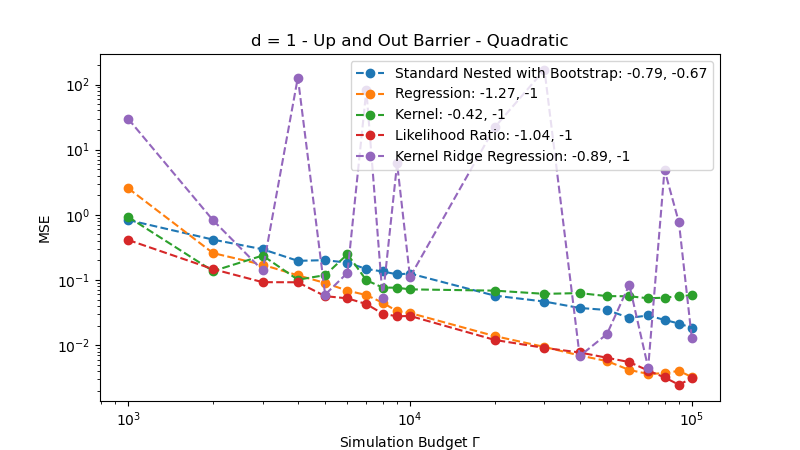 d = 1 - Up and Out Barrier - Quadratic
Standard Nested with Bootstrap: -0.79, -0.67
Regression: -1.27, -1
Kernel: -0.42, -1
Likelihood Ratio: -1.04, -1
Kernel Ridge Regression: -0.89, -1
MSE
10²
10¹
10⁰
10⁻¹
10⁻²
10³ 10⁴ 10⁵
Simulation Budget Γ